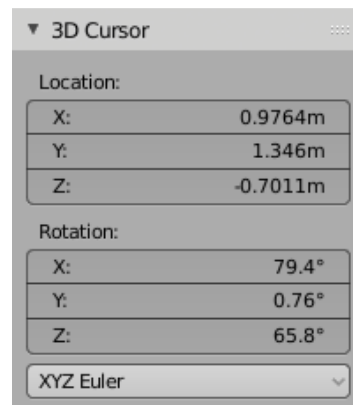 3D Cursor
Location:
X: 0.9764m
Y: 1.346m
Z: -0.7011m
Rotation:
X: 79.4°
Y: 0.76°
Z: 65.8°
XYZ Euler